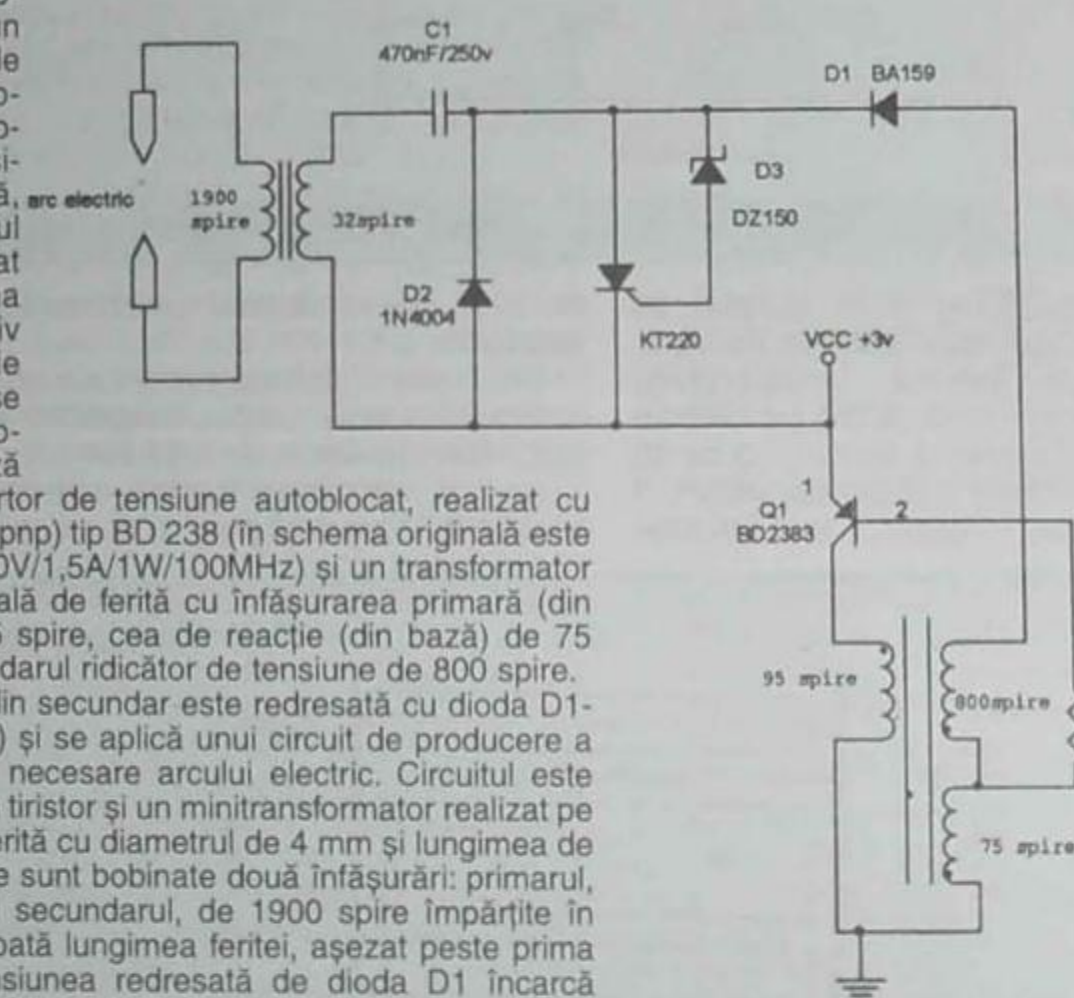 un
C1
470nF/250v
D1 BA159
arc electric
1900
spire
32spire
D3
DZ150
D2
1N4004
KT220
VCC +3v
1
2
Q1
BD2383
95 spire
800spire
75 spire
rtor de tensiune autoblocat, realizat cu
pnp) tip BD 238 (în schema originală este
0V/1,5A/1W/100MHz) și un transformator
ală de ferită cu înfășurarea primară (din
5 spire, cea de reacție (din bază) de 75
darul ridicător de tensiune de 800 spire.
in secundar este redresată cu dioda D1-
) și se aplică unui circuit de producere a
necesare arcului electric. Circuitul este
tiristor și un minitransformator realizat pe
erită cu diametrul de 4 mm și lungimea de
e sunt bobinate două înfășurări: primarul,
secundarul, de 1900 spire împărțite în
oată lungimea feritei, așezat peste prima
nsiunea redresată de dioda D1 încarcă